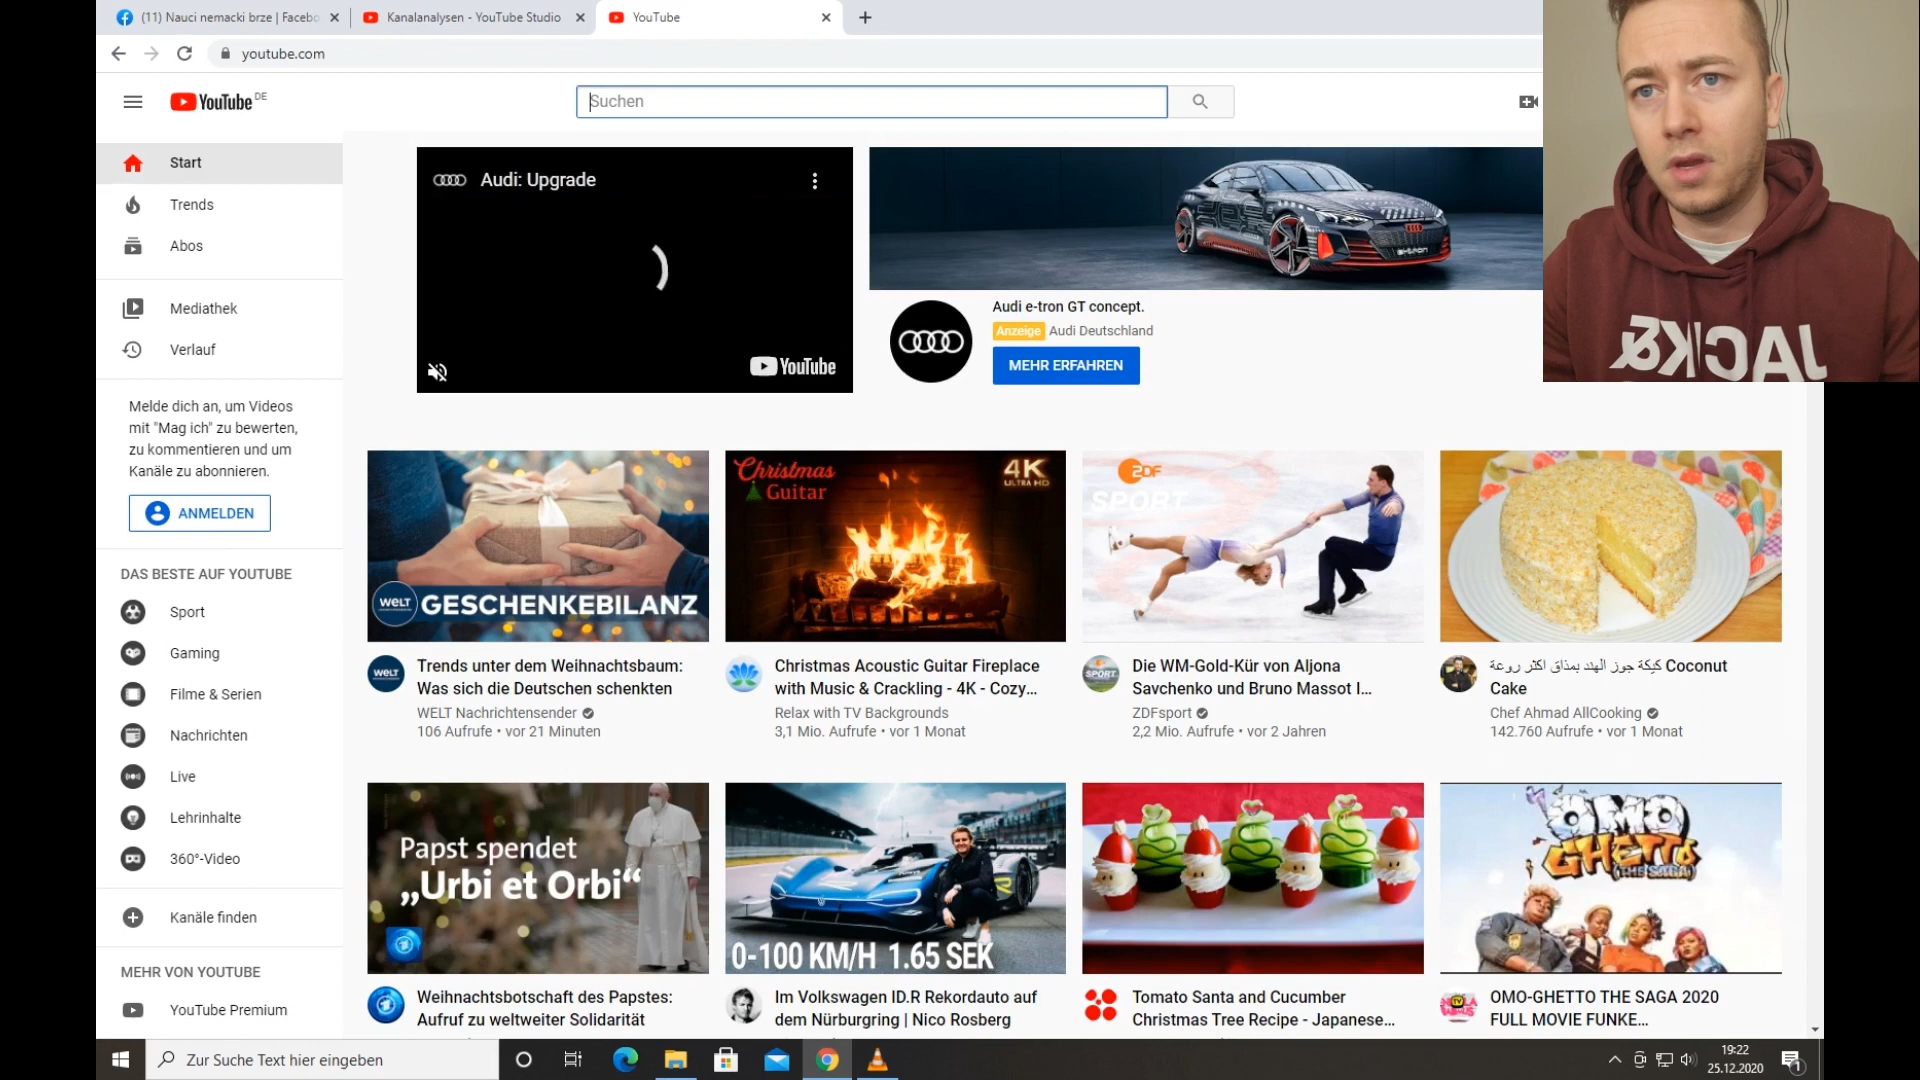 (11) Nauci nemacki brze | Facebo
Kanalanalysen - YouTube Studio
YouTube
youtube.com
YouTube DE
Suchen
Start
Trends
Abos
Mediathek
Verlauf
Melde dich an, um Videos
mit "Mag ich" zu bewerten,
zu kommentieren und um
Kanäle zu abonnieren.
ANMELDEN
DAS BESTE AUF YOUTUBE
Sport
Gaming
Filme & Serien
Nachrichten
Live
Lehrinhalte
360°-Video
Kanäle finden
MEHR VON YOUTUBE
YouTube Premium
Audi: Upgrade
YouTube
Audi e-tron GT concept.
Anzeige Audi Deutschland
MEHR ERFAHREN
JACK&
WELT GESCHENKEBILANZ
WELT
Trends unter dem Weihnachtsbaum:
Was sich die Deutschen schenkten
WELT Nachrichtensender
106 Aufrufe • vor 21 Minuten
Christmas
Guitar
4K
ULTRA HD
Christmas Acoustic Guitar Fireplace
with Music & Crackling - 4K - Cozy...
Relax with TV Backgrounds
3,1 Mio. Aufrufe • vor 1 Monat
ZDF
SPORT
SPORT
Die WM-Gold-Kür von Aljona
Savchenko und Bruno Massot I...
ZDFsport
2,2 Mio. Aufrufe • vor 2 Jahren
كيكة جوز الهند بمذاق اكثر روعة Coconut
Cake
Chef Ahmad AllCooking
142.760 Aufrufe • vor 1 Monat
Papst spendet
„Urbi et Orbi“
Weihnachtsbotschaft des Papstes:
Aufruf zu weltweiter Solidarität
0-100 KM/H 1.65 SEK
Im Volkswagen ID.R Rekordauto auf
dem Nürburgring | Nico Rosberg
Tomato Santa and Cucumber
Christmas Tree Recipe - Japanese...
OMO
GHETTO
(THE SAGA)
OMO-GHETTO THE SAGA 2020
FULL MOVIE FUNKE...
Zur Suche Text hier eingeben
19:22
25.12.2020
1